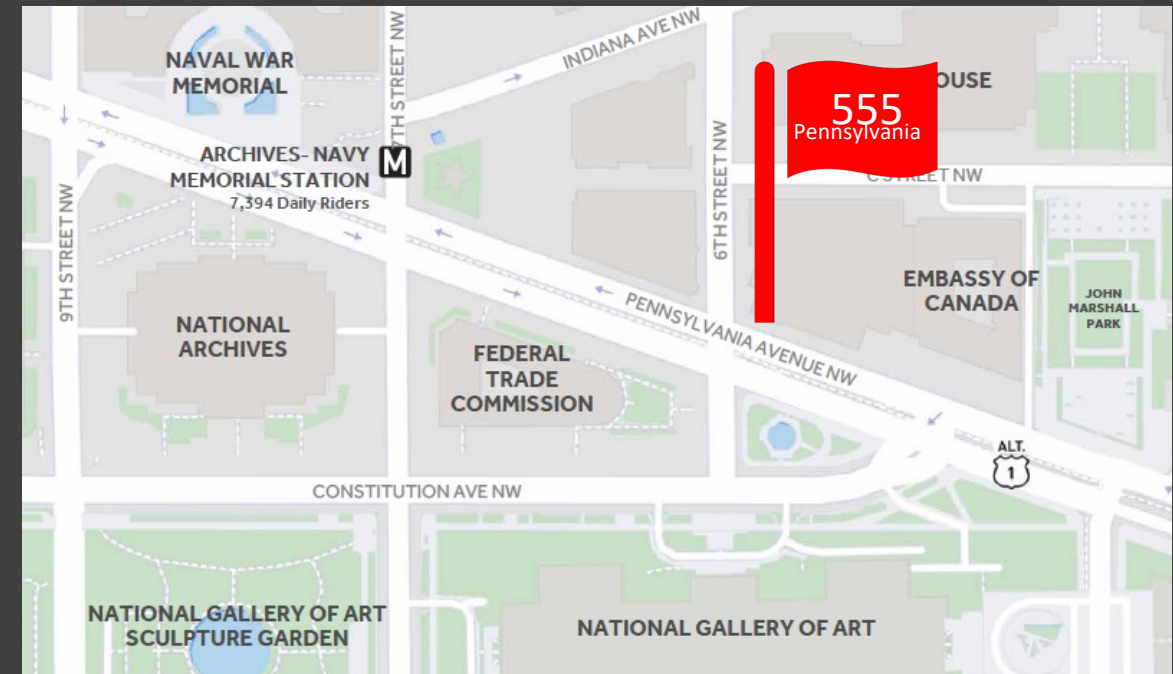 NAVAL WAR
MEMORIAL
7TH STREET NW
INDIANA AVE NW
OUSE
555
Pennsylvania
ARCHIVES- NAVY
MEMORIAL STATION
7,394 Daily Riders
M
C STREET NW
9TH STREET NW
6TH STREET NW
EMBASSY OF
CANADA
JOHN
MARSHALL
PARK
NATIONAL
ARCHIVES
PENNSYLVANIA AVENUE NW
FEDERAL
TRADE
COMMISSION
ALT.
1
CONSTITUTION AVE NW
NATIONAL GALLERY OF ART
SCULPTURE GARDEN
NATIONAL GALLERY OF ART